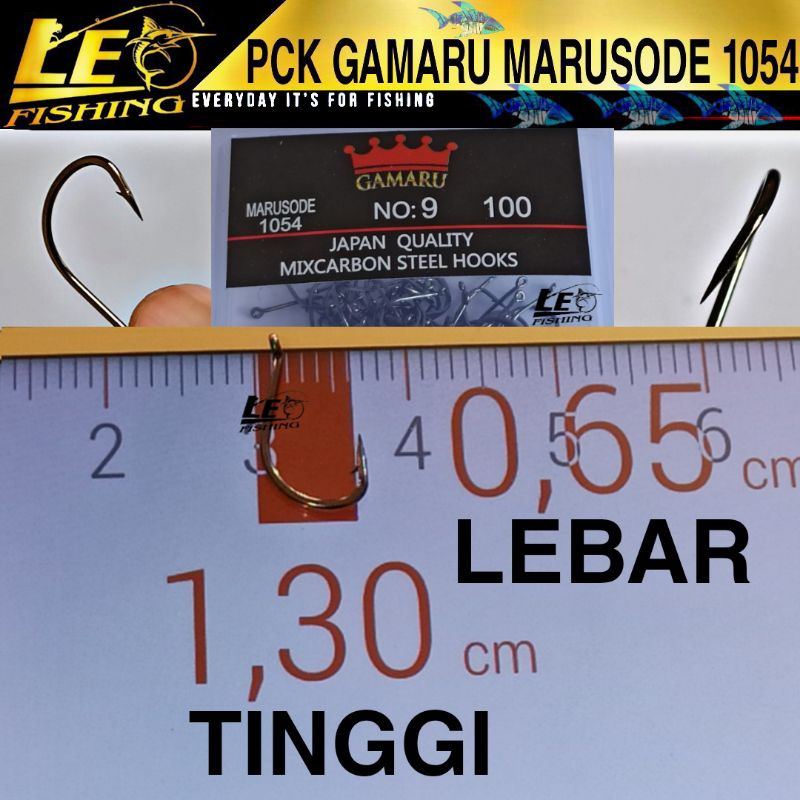 LEO
FISHING
EVERYDAY IT'S FOR FISHING
PCK GAMARU MARUSODE 1054
GAMARU
MARUSODE
1054
NO: 9
100
JAPAN QUALITY
MIXCARBON STEEL HOOKS
LEO
FISHING
LEO
FISHING
2 3 4 5 6
0,65 cm
LEBAR
1,30 cm
TINGGI